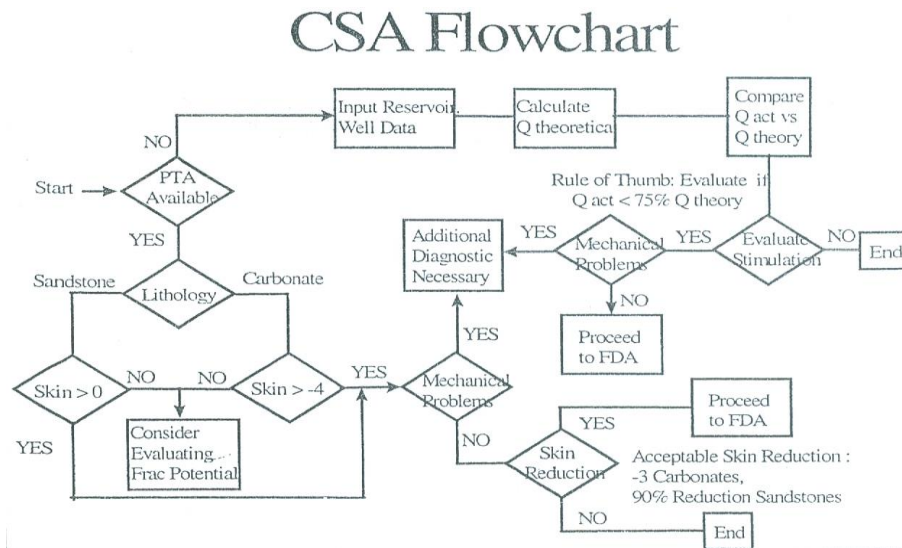 CSA Flowchart
Input Reservoir
Well Data
Calculate
Q theoretica
Compare
Q act vs
Q theory
NO
Start
PTA
Available
Rule of Thumb: Evaluate if
Q act < 75% Q theory
YES
Additional
Diagnostic
Necessary
YES
Mechanical
Problems
YES
Evaluate
Stimulation
NO
End
Sandstone
Carbonate
Lithology
NO
Proceed
to FDA
YES
Skin > 0
NO
NO
Skin > -4
YES
Mechanical
Problems
YES
Consider
Evaluating
Frac Potential
NO
YES
Proceed
to FDA
Skin
Reduction
Acceptable Skin Reduction :
-3 Carbonates,
90% Reduction Sandstones
NO
End